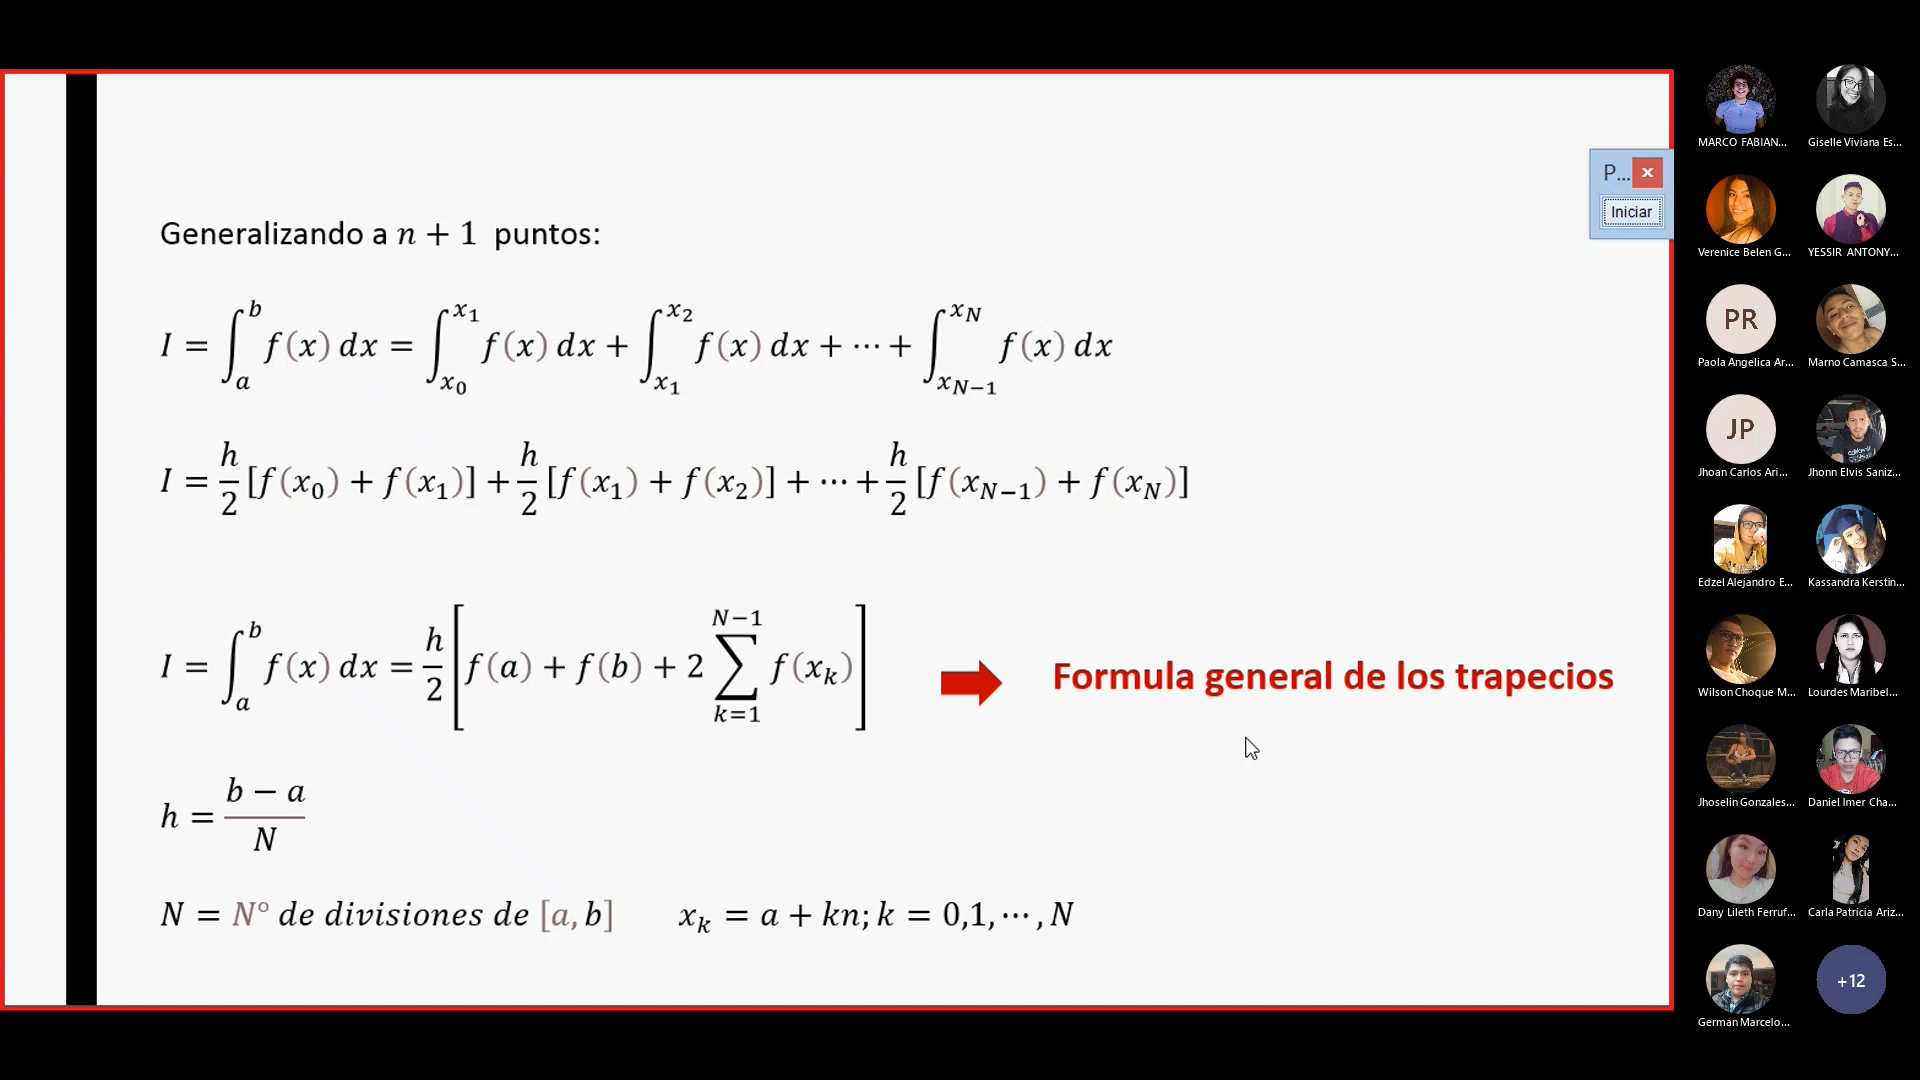 Generalizando a n + 1 puntos:
I = ∫_a^b f(x) dx = ∫_{x_0}^{x_1} f(x) dx + ∫_{x_1}^{x_2} f(x) dx + ⋯ + ∫_{x_{N−1}}^{x_N} f(x) dx
I = h/2 [f(x_0) + f(x_1)] + h/2 [f(x_1) + f(x_2)] + ⋯ + h/2 [f(x_{N−1}) + f(x_N)]
I = ∫_a^b f(x) dx = h/2 [f(a) + f(b) + 2 ∑_{k=1}^{N−1} f(x_k)]
Formula general de los trapecios
h = (b − a)/N
N = N° de divisiones de [a, b]
x_k = a + kn; k = 0,1,⋯, N
P...
Iniciar
MARCO FABIAN...
Giselle Viviana Es...
Verenice Belen G...
YESSIR ANTONY...
PR
Paola Angelica Ar...
Marno Camasca S...
JP
Jhoan Carlos Ari...
Jhonn Elvis Saniz...
Edzel Alejandro E...
Kassandra Kerstin...
Wilson Choque M...
Lourdes Maribel...
Jhoselin Gonzales...
Daniel Imer Cha...
Dany Lileth Ferruf...
Carla Patricia Ariz...
German Marcelo...
+12